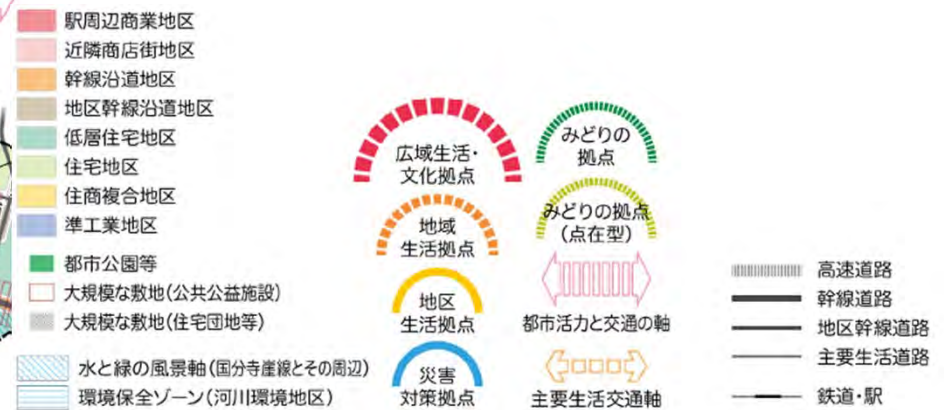 駅周辺商業地区
近隣商店街地区
幹線沿道地区
地区幹線沿道地区
低層住宅地区
住宅地区
住商複合地区
準工業地区
都市公園等
大規模な敷地(公共公益施設)
大規模な敷地(住宅団地等)
水と緑の風景軸(国分寺崖線とその周辺)
環境保全ゾーン(河川環境地区)
広域生活・
文化拠点
地域
生活拠点
地区
生活拠点
災害
対策拠点
みどりの
拠点
みどりの拠点
(点在型)
都市活力と交通の軸
主要生活交通軸
高速道路
幹線道路
地区幹線道路
主要生活道路
鉄道・駅